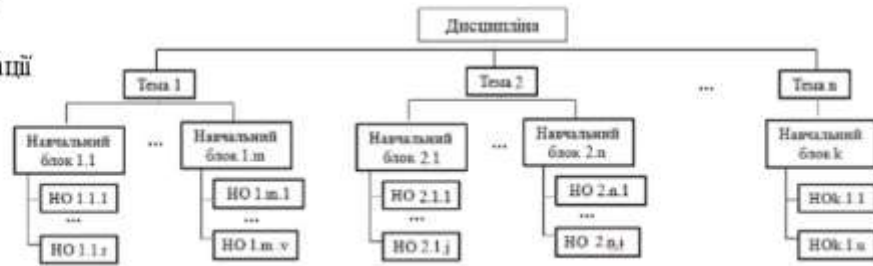 ції
Дисципліна
Тема 1
Тема 2
...
Тема n
Навчальний
блок 1.1
...
Навчальний
блок 1.m
Навчальний
блок 2.1
...
Навчальний
блок 2.n
Навчальний
блок k
НО 1.1.1
...
НО 1.1.r
НО 1.m.1
...
НО 1.m. v
НО 2.1.1
...
НО 2.1.j
НО 2.n.1
...
НО 2.n,t
НОk.1.1
...
НОk.1.u